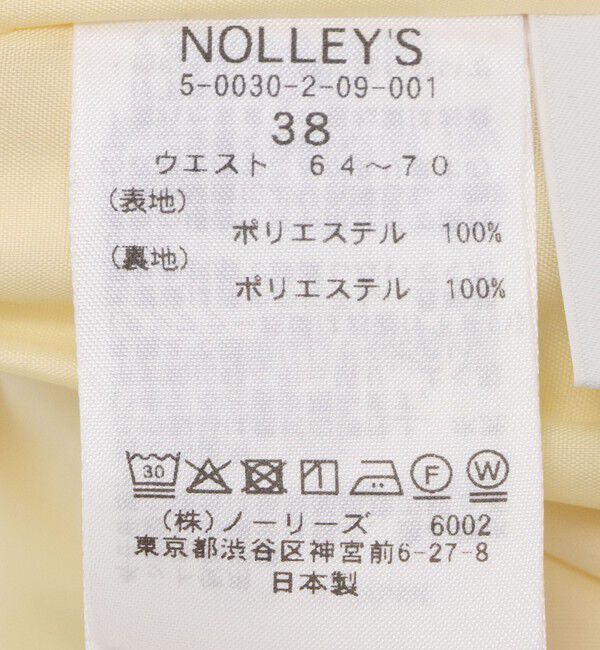 NOLLEY'S
5-0030-2-09-001
38
ウエスト 64～70
(表地)
ポリエステル 100%
(裏地)
ポリエステル 100%
30 F W
(株)ノーリーズ 6002
東京都渋谷区神宮前6-27-8
日本製